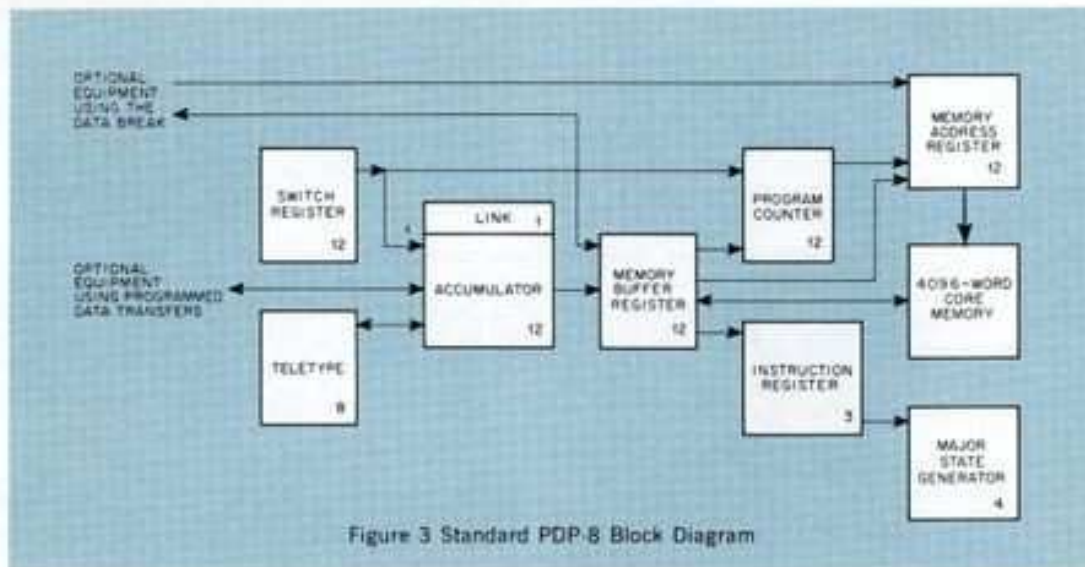 OPTIONAL
EQUIPMENT
USING THE
DATA BREAK
MEMORY
ADDRESS
REGISTER
12
SWITCH
REGISTER
12
PROGRAM
COUNTER
12
LINK 1
ACCUMULATOR
12
MEMORY
BUFFER
REGISTER
12
4096-WORD
CORE
MEMORY
OPTIONAL
EQUIPMENT
USING PROGRAMMED
DATA TRANSFERS
TELETYPE
8
INSTRUCTION
REGISTER
3
MAJOR
STATE
GENERATOR
4
Figure 3 Standard PDP-8 Block Diagram